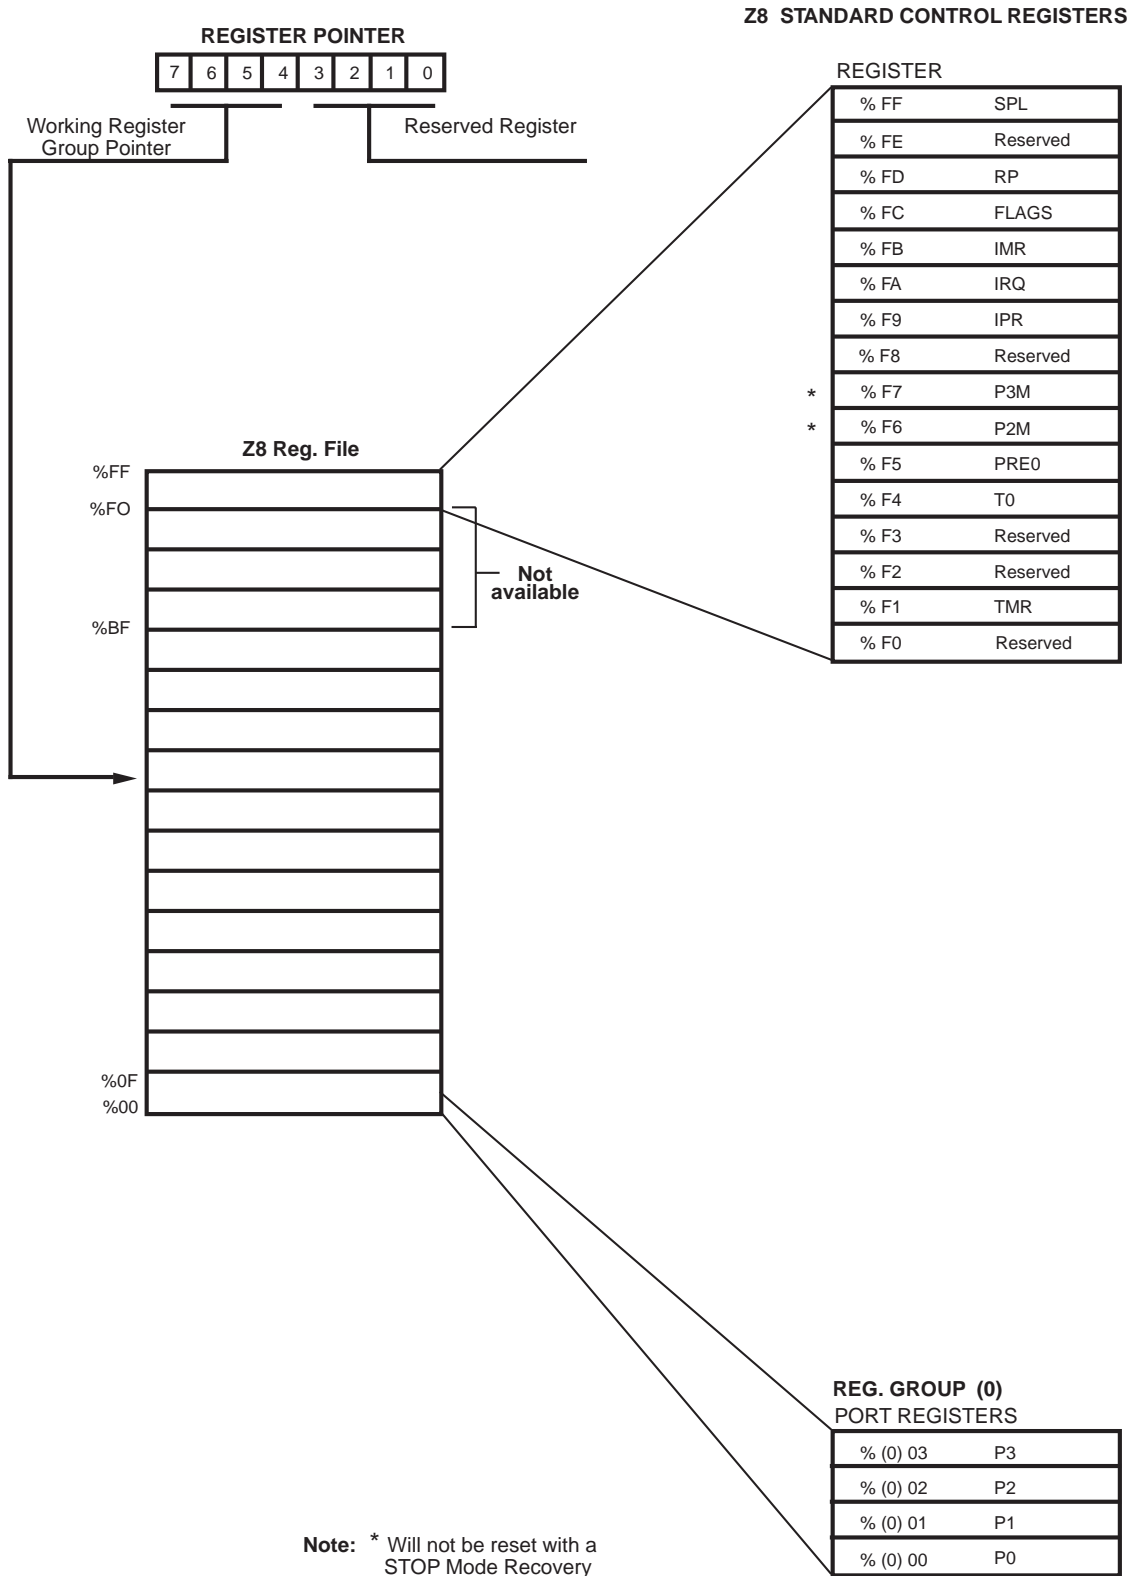 Z8 STANDARD CONTROL REGISTERS
REGISTER POINTER
7 6 5 4 3 2 1 0
Working Register
Group Pointer
Reserved Register
REGISTER
% FF SPL
% FE Reserved
% FD RP
% FC FLAGS
% FB IMR
% FA IRQ
% F9 IPR
% F8 Reserved
* % F7 P3M
* % F6 P2M
% F5 PRE0
% F4 T0
% F3 Reserved
% F2 Reserved
% F1 TMR
% F0 Reserved
Z8 Reg. File
%FF
%FO
Not
available
%BF
%0F
%00
REG. GROUP (0)
PORT REGISTERS
% (0) 03 P3
% (0) 02 P2
% (0) 01 P1
% (0) 00 P0
Note: * Will not be reset with a
STOP Mode Recovery